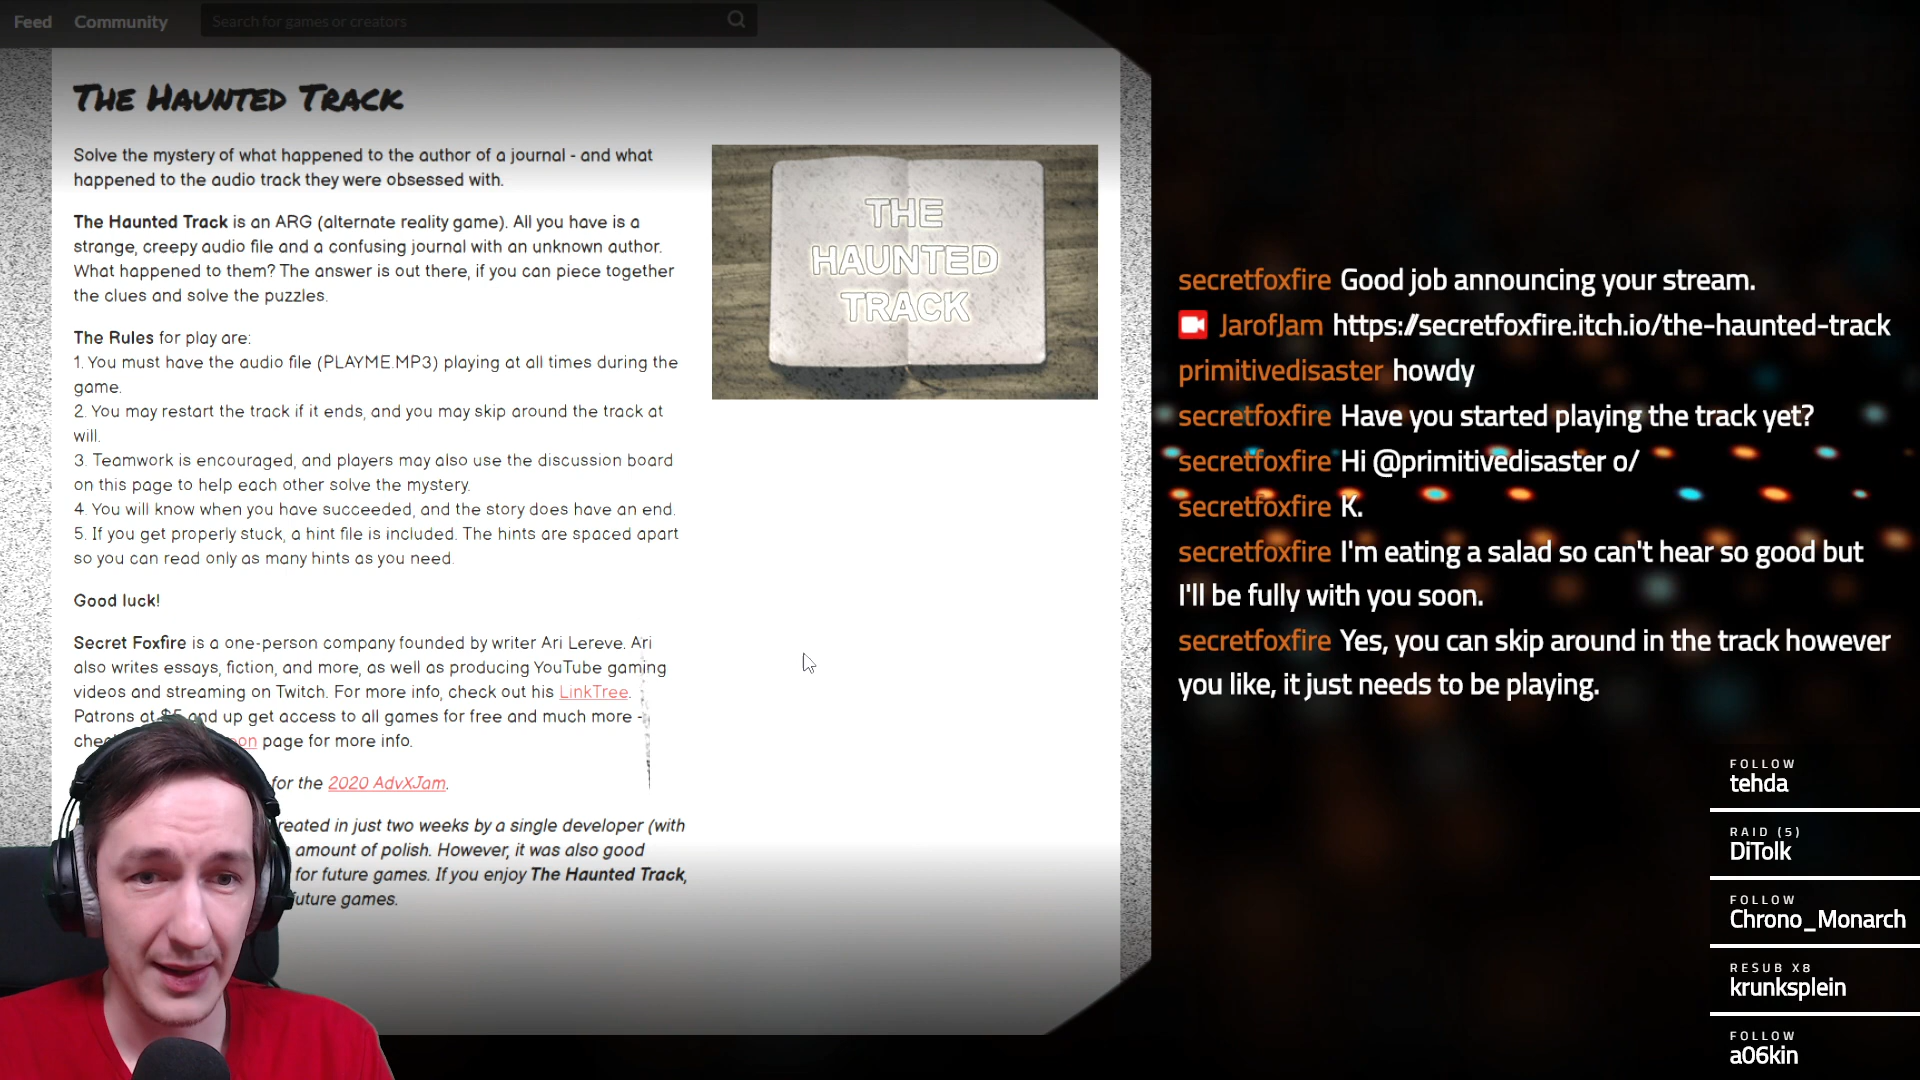 Feed Community Search for games or creators
The Haunted Track
Solve the mystery of what happened to the author of a journal - and what
happened to the audio track they were obsessed with.
The Haunted Track is an ARG (alternate reality game). All you have is a
strange, creepy audio file and a confusing journal with an unknown author.
What happened to them? The answer is out there, if you can piece together
the clues and solve the puzzles.
The Rules for play are:
1. You must have the audio file (PLAYME.MP3) playing at all times during the
game.
2. You may restart the track if it ends, and you may skip around the track at
will.
3. Teamwork is encouraged, and players may also use the discussion board
on this page to help each other solve the mystery.
4. You will know when you have succeeded, and the story does have an end.
5. If you get properly stuck, a hint file is included. The hints are spaced apart
so you can read only as many hints as you need.
Good luck!
Secret Foxfire is a one-person company founded by writer Ari Lereve. Ari
also writes essays, fiction, and more, as well as producing YouTube gaming
videos and streaming on Twitch. For more info, check out his LinkTree.
Patrons at $5 and up get access to all games for free and much more -
page for more info.
for the 2020 AdvXJam.
reated in just two weeks by a single developer (with
amount of polish. However, it was also good
for future games. If you enjoy The Haunted Track,
uture games.
THE
HAUNTED
TRACK
secretfoxfire Good job announcing your stream.
JarofJam https://secretfoxfire.itch.io/the-haunted-track
primitivedisaster howdy
secretfoxfire Have you started playing the track yet?
secretfoxfire Hi @primitivedisaster o/
secretfoxfire K.
secretfoxfire I'm eating a salad so can't hear so good but
I'll be fully with you soon.
secretfoxfire Yes, you can skip around in the track however
you like, it just needs to be playing.
FOLLOW
tehda
RAID (5)
DiTolk
FOLLOW
Chrono_Monarch
RESUB X8
krunksplein
FOLLOW
a06kin